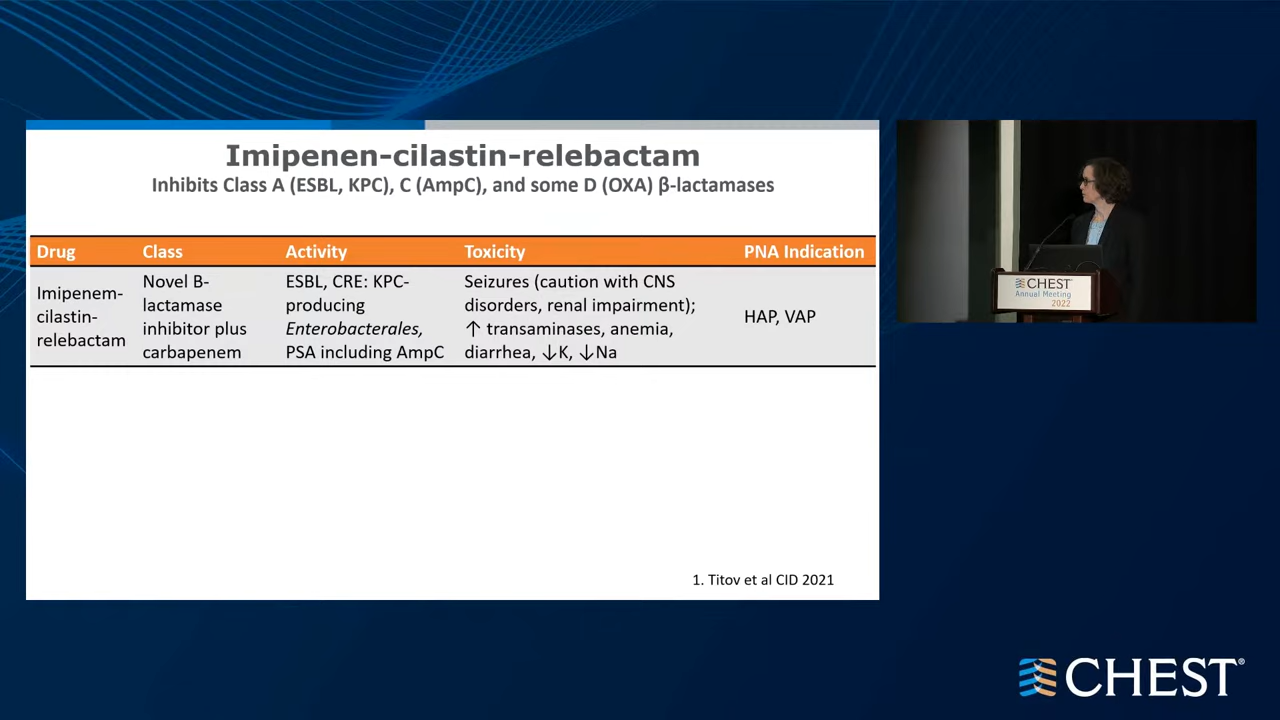 Imipenen-cilastin-relebactam
Inhibits Class A (ESBL, KPC), C (AmpC), and some D (OXA) β-lactamases
Drug Class Activity Toxicity PNA Indication
Imipenem-
cilastin-
relebactam
Novel B-
lactamase
inhibitor plus
carbapenem
ESBL, CRE: KPC-
producing
Enterobacterales,
PSA including AmpC
Seizures (caution with CNS
disorders, renal impairment);
↑ transaminases, anemia,
diarrhea, ↓K, ↓Na
HAP, VAP
1. Titov et al CID 2021
CHEST
Annual Meeting
2022
CHEST®